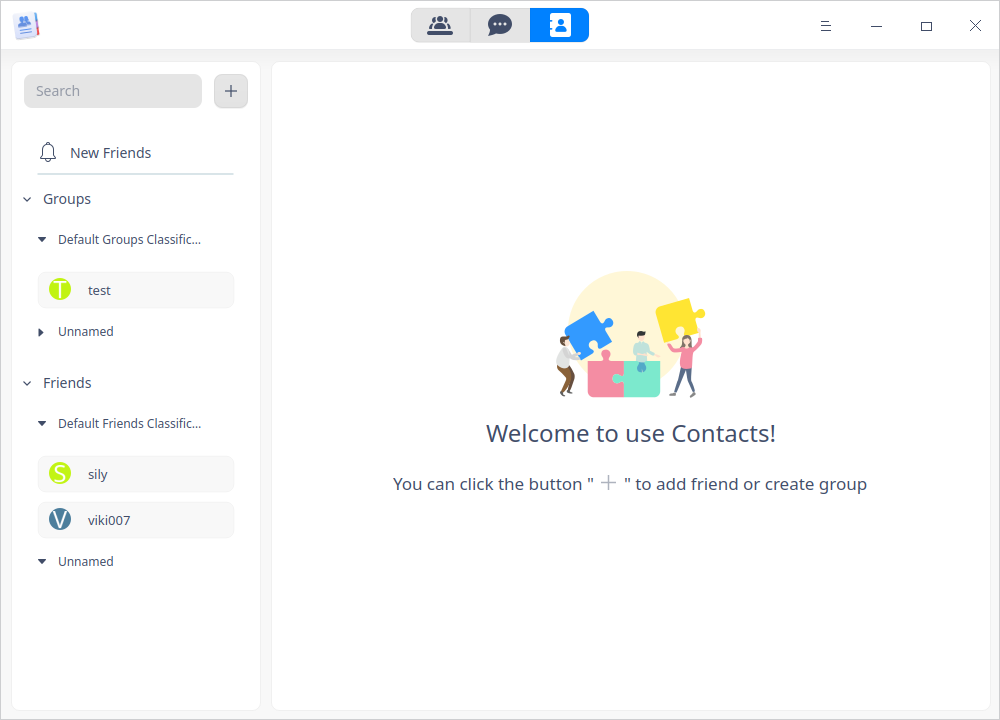 Search
New Friends
Groups
Default Groups Classific...
T test
Unnamed
Friends
Default Friends Classific...
S sily
V viki007
Unnamed
Welcome to use Contacts!
You can click the button " + " to add friend or create group